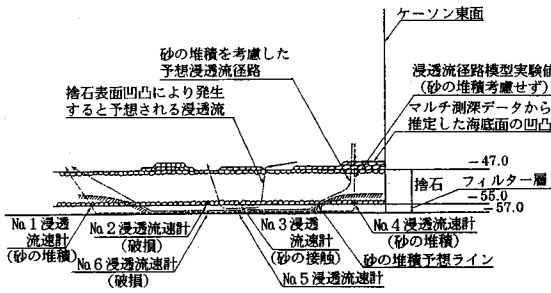 ケーソン東面
砂の堆積を考慮した
予想浸透流径路
浸透流径路模型実験値
(砂の堆積考慮せず)
捨石表面凹凸により発生
すると予想される浸透流
マルチ測深データから
推定した海底面の凹凸
-47.0
捨石
フィルター層
-55.0
-57.0
No.1浸透
流速計
(砂の堆積)
No.2浸透流速計
(破損)
No.3浸透
流速計
(砂の接触)
No.4浸透流速計
(砂の堆積)
No.6浸透流速計
(破損)
砂の堆積予想ライン
No.5浸透流速計